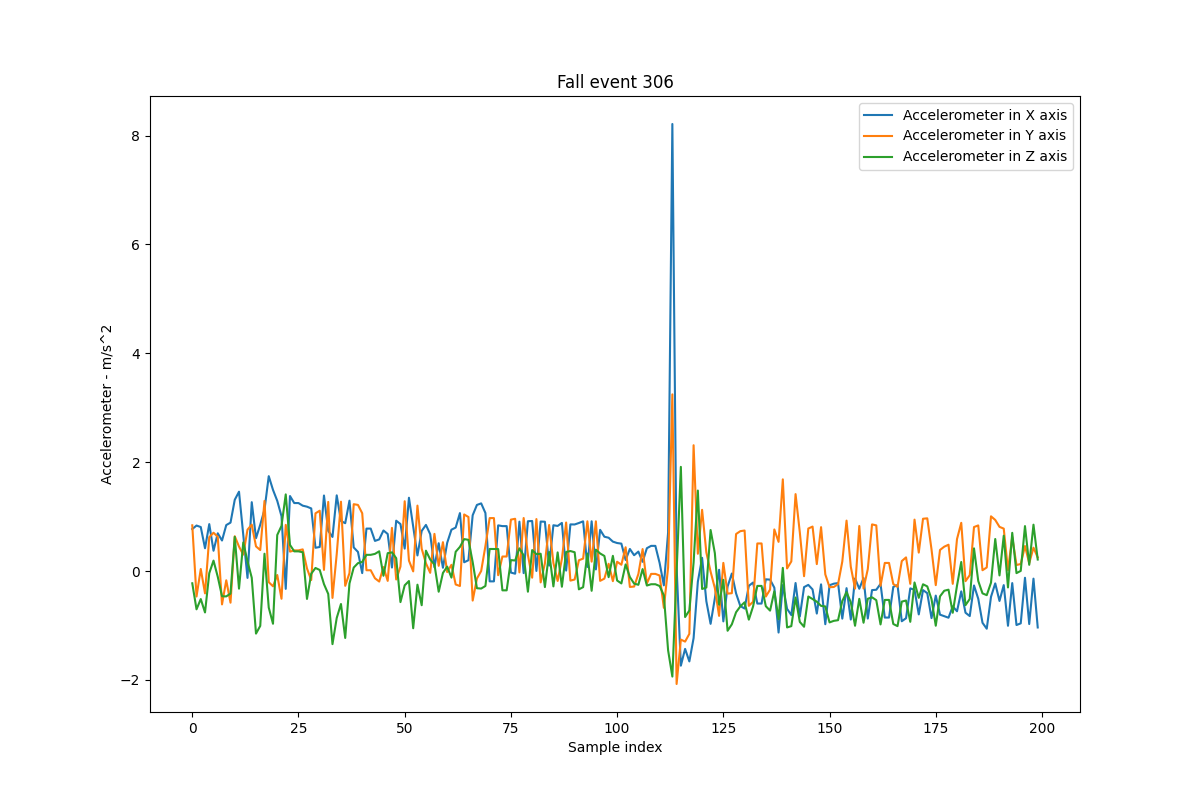 Fall event 306
Accelerometer in X axis
Accelerometer in Y axis
Accelerometer in Z axis
8
6
4
2
0
−2
Accelerometer - m/s^2
0 25 50 75 100 125 150 175 200
Sample index